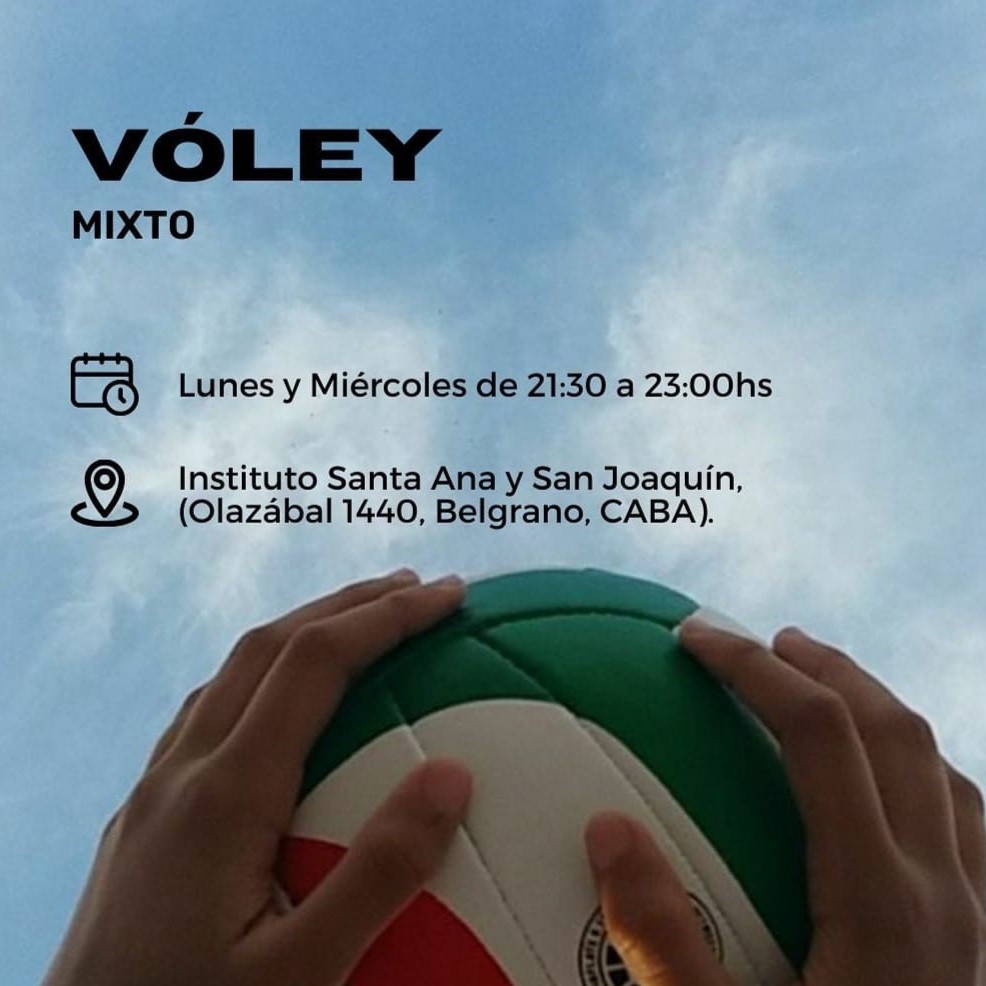 VÓLEY
MIXTO
Lunes y Miércoles de 21:30 a 23:00hs
Instituto Santa Ana y San Joaquín,
(Olazábal 1440, Belgrano, CABA).